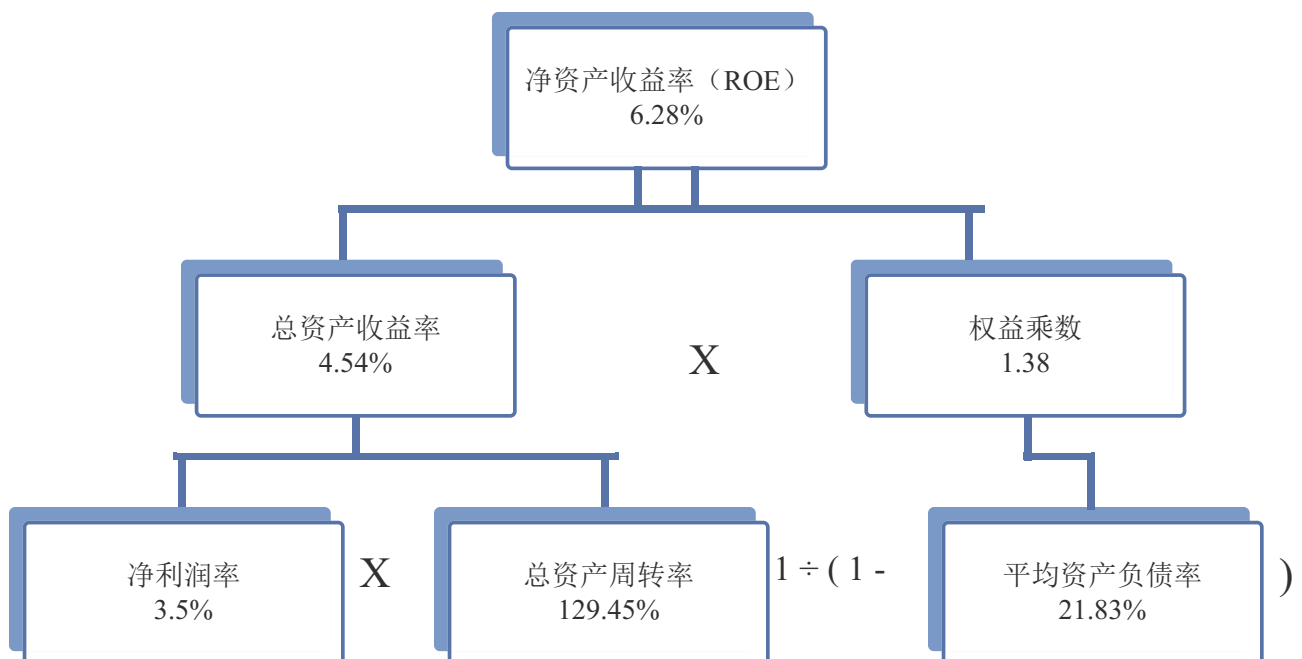 净资产收益率（ROE）
6.28%
总资产收益率
4.54%
X
权益乘数
1.38
净利润率
3.5%
X
总资产周转率
129.45%
1 ÷ ( 1 -
平均资产负债率
21.83%
)